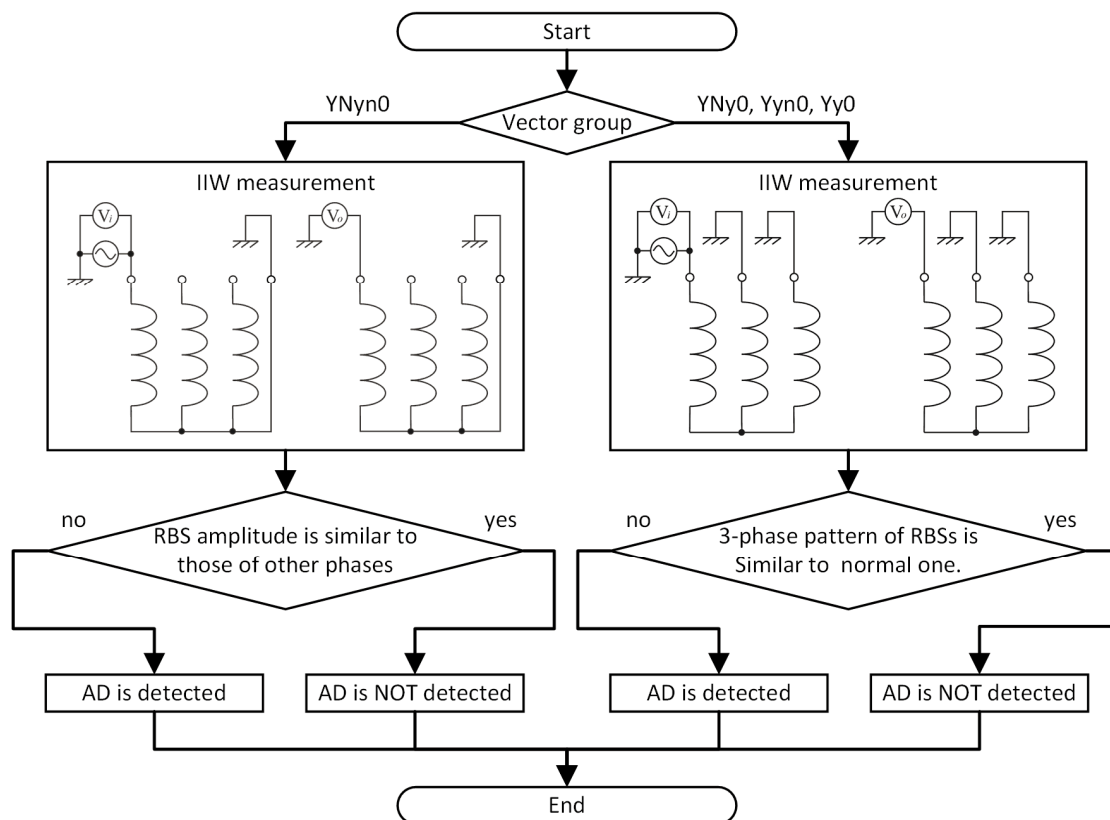 Start
YNyn0
Vector group
YNy0, Yyn0, Yy0
IIW measurement
Vi
Vo
IIW measurement
Vi
Vo
no
RBS amplitude is similar to
those of other phases
yes
no
3-phase pattern of RBSs is
Similar to  normal one.
yes
AD is detected
AD is NOT detected
AD is detected
AD is NOT detected
End